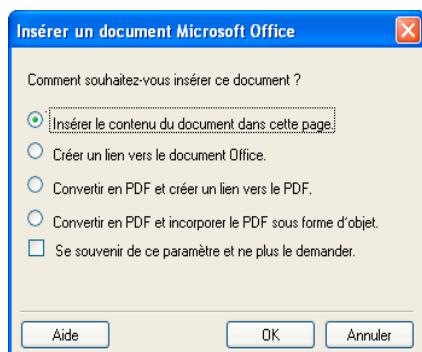 Insérer un document Microsoft Office
Comment souhaitez-vous insérer ce document ?
Insérer le contenu du document dans cette page.
Créer un lien vers le document Office.
Convertir en PDF et créer un lien vers le PDF.
Convertir en PDF et incorporer le PDF sous forme d'objet.
Se souvenir de ce paramètre et ne plus le demander.
Aide OK Annuler